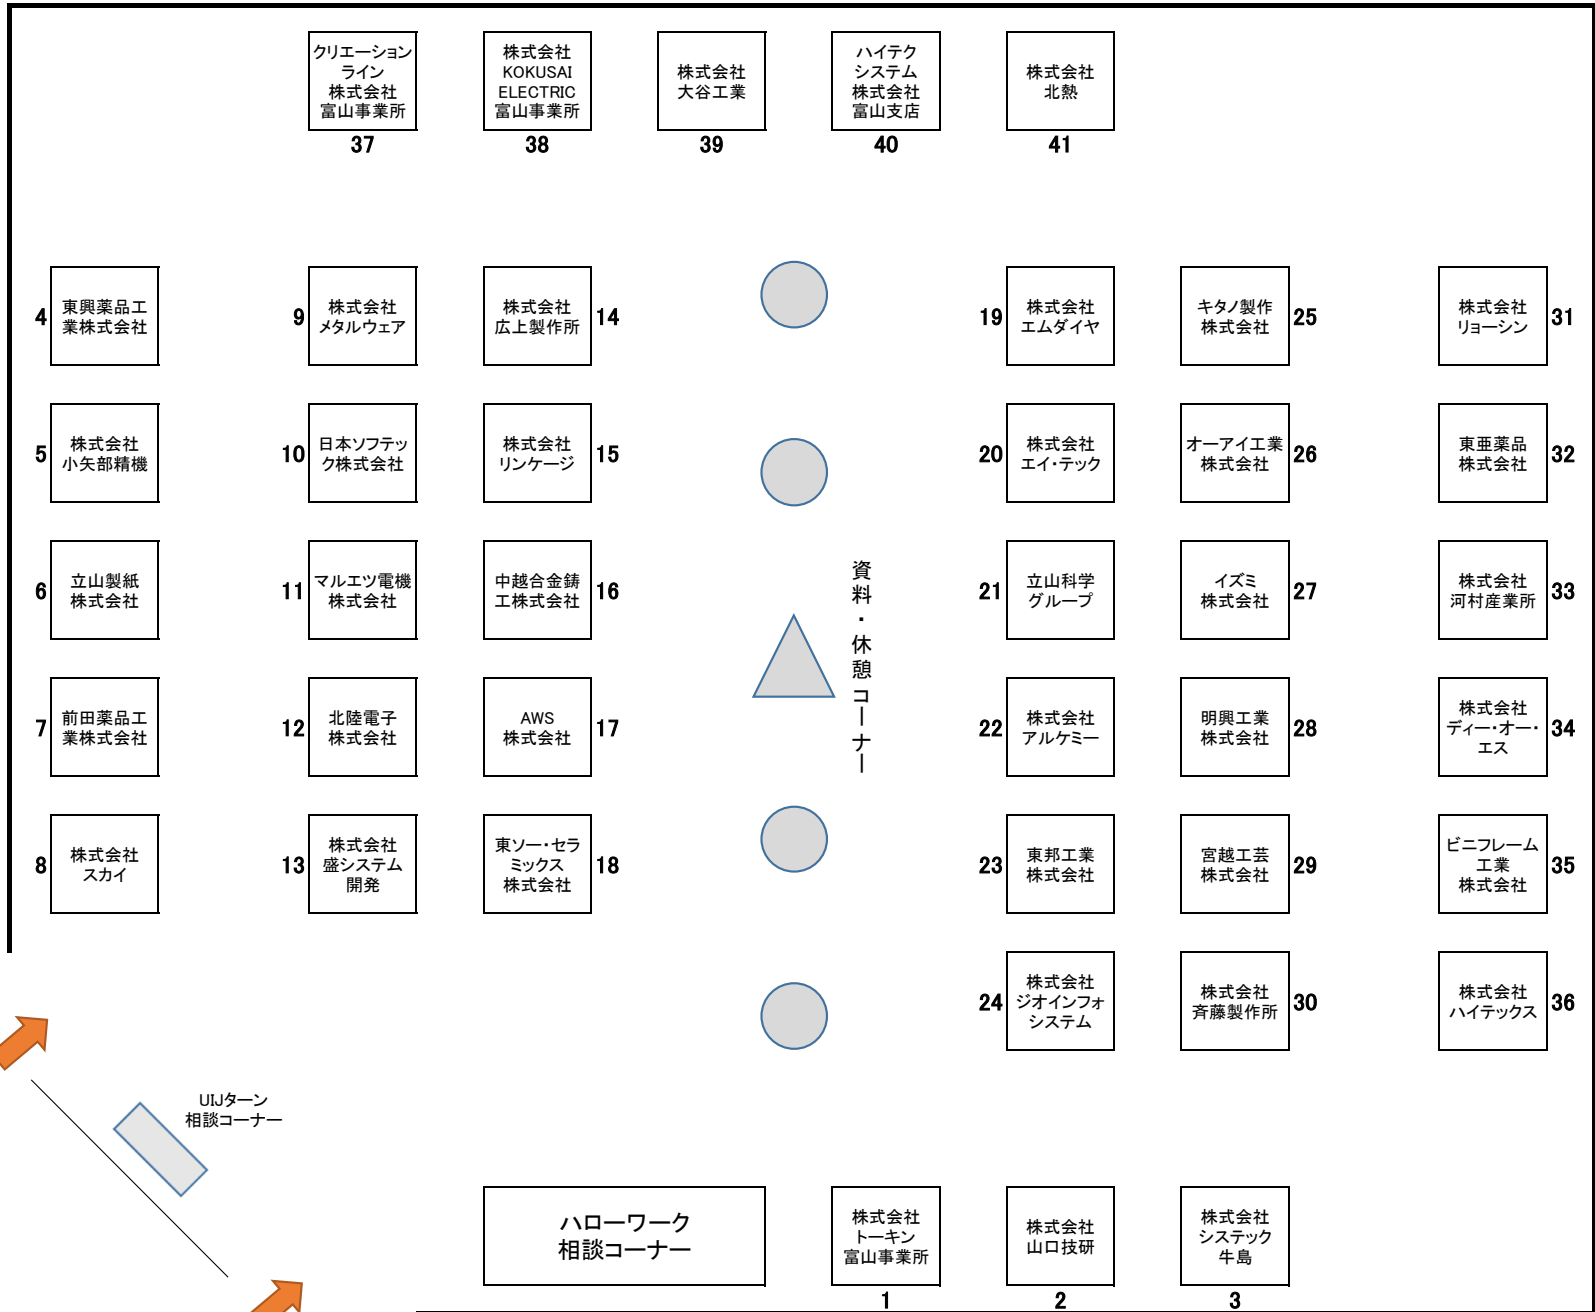 クリエーション
ライン
株式会社
富山事業所
37
株式会社
KOKUSAI
ELECTRIC
富山事業所
38
株式会社
大谷工業
39
ハイテク
システム
株式会社
富山支店
40
株式会社
北熱
41
4
東興薬品工
業株式会社
9
株式会社
メタルウェア
株式会社
広上製作所
14
19
株式会社
エムダイヤ
キタノ製作
株式会社
25
株式会社
リョーシン
31
5
株式会社
小矢部精機
10
日本ソフテッ
ク株式会社
株式会社
リンケージ
15
20
株式会社
エイ・テック
オーアイ工業
株式会社
26
東亜薬品
株式会社
32
6
立山製紙
株式会社
11
マルエツ電機
株式会社
中越合金鋳
工株式会社
16
資料・休憩コーナー
21
立山科学
グループ
イズミ
株式会社
27
株式会社
河村産業所
33
7
前田薬品工
業株式会社
12
北陸電子
株式会社
AWS
株式会社
17
22
株式会社
アルケミー
明興工業
株式会社
28
株式会社
ディー・オー・
エス
34
8
株式会社
スカイ
13
株式会社
盛システム
開発
東ソー・セラ
ミックス
株式会社
18
23
東邦工業
株式会社
宮越工芸
株式会社
29
ビニフレーム
工業
株式会社
35
24
株式会社
ジオインフォ
システム
株式会社
斉藤製作所
30
株式会社
ハイテックス
36
UIJターン
相談コーナー
ハローワーク
相談コーナー
株式会社
トーキン
富山事業所
1
株式会社
山口技研
2
株式会社
システック
牛島
3